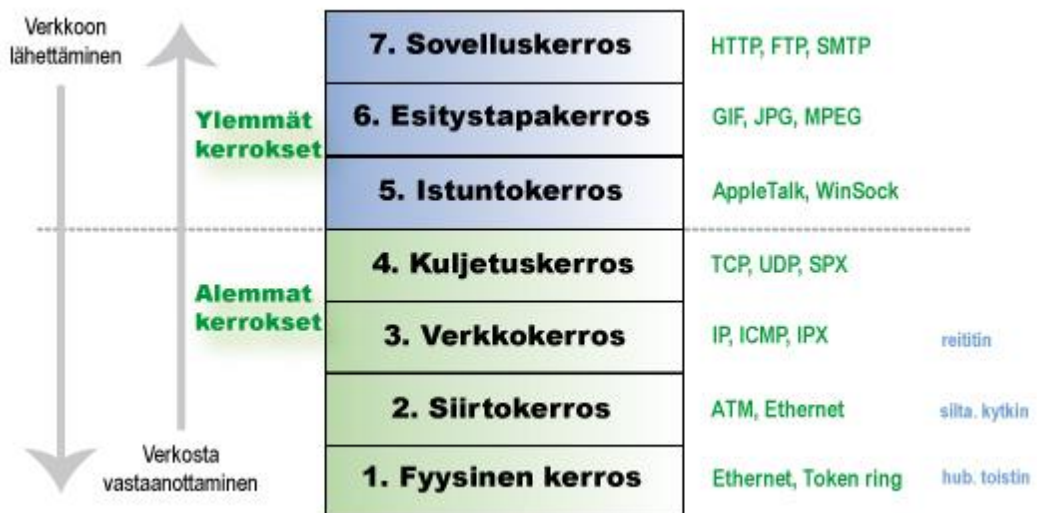 Verkkoon
lähettäminen
7. Sovelluskerros
HTTP, FTP, SMTP
Ylemmät
kerrokset
6. Esitystapakerros
GIF, JPG, MPEG
5. Istuntokerros
AppleTalk, WinSock
4. Kuljetuskerros
TCP, UDP, SPX
Alemmat
kerrokset
3. Verkkokerros
IP, ICMP, IPX
reititin
2. Siirtokerros
ATM, Ethernet
silta. kytkin
Verkosta
vastaanottaminen
1. Fyysinen kerros
Ethernet, Token ring
hub. toistin